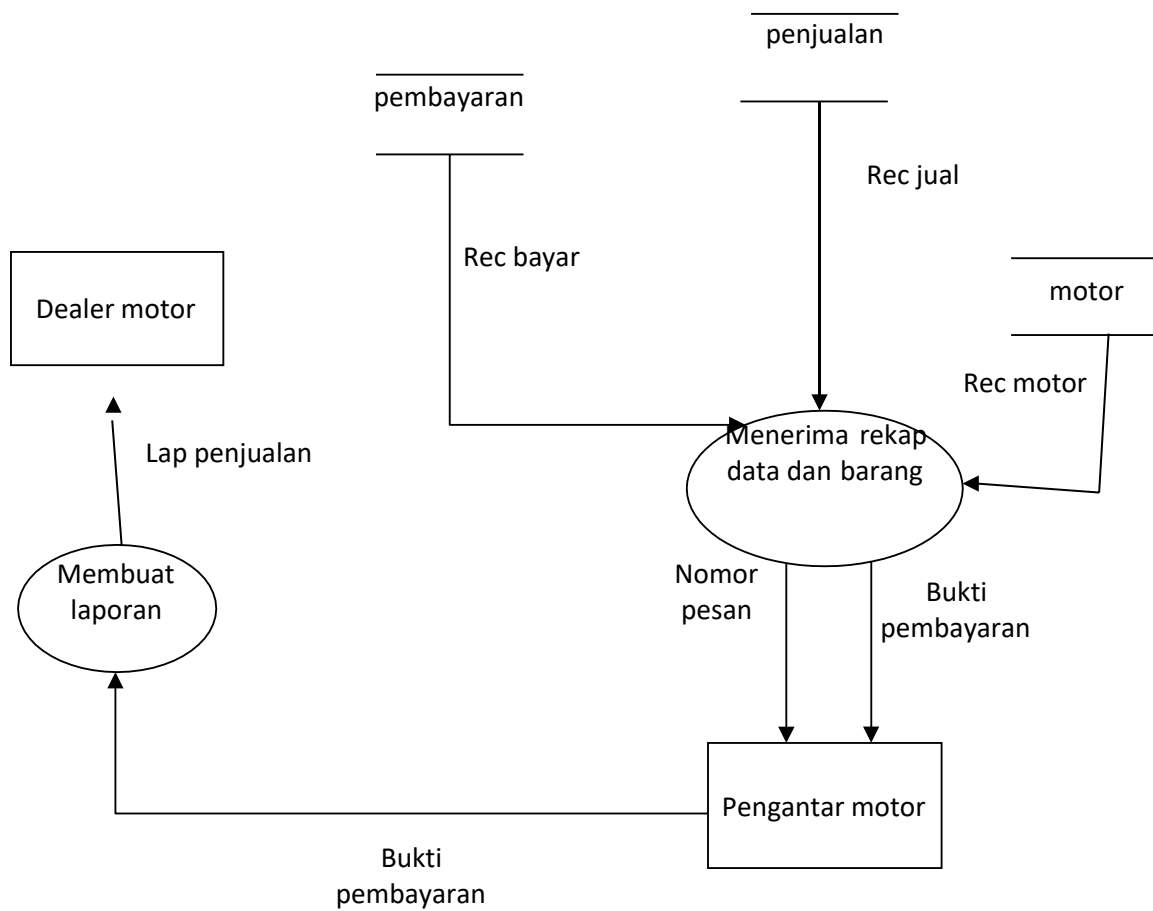 penjualan
pembayaran
Rec jual
Rec bayar
motor
Dealer motor
Rec motor
Lap penjualan
Menerima rekap
data dan barang
Membuat
laporan
Nomor
pesan
Bukti
pembayaran
Pengantar motor
Bukti
pembayaran